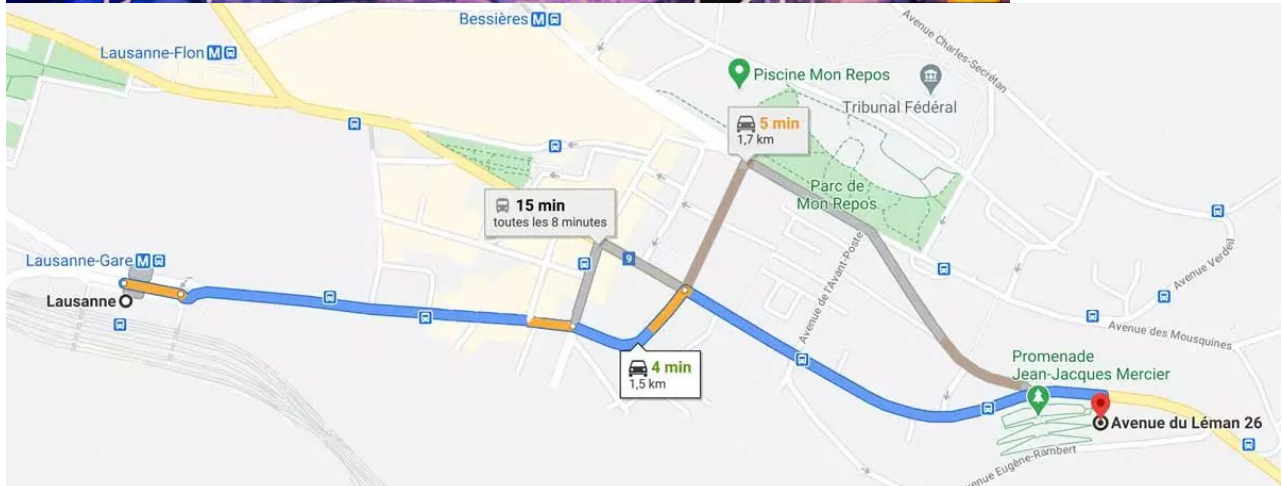 Bessières M
Avenue Charles-Secrétan
Lausanne-Flon M
Piscine Mon Repos
Tribunal Fédéral
5 min
1,7 km
Parc de
Mon Repos
15 min
toutes les 8 minutes
9
Lausanne-Gare M
Lausanne
Avenue de l'Avant-Poste
Avenue Verdeil
Avenue des Mousquines
4 min
1,5 km
Promenade
Jean-Jacques Mercier
Avenue du Léman 26
venue Eugène-Rambert